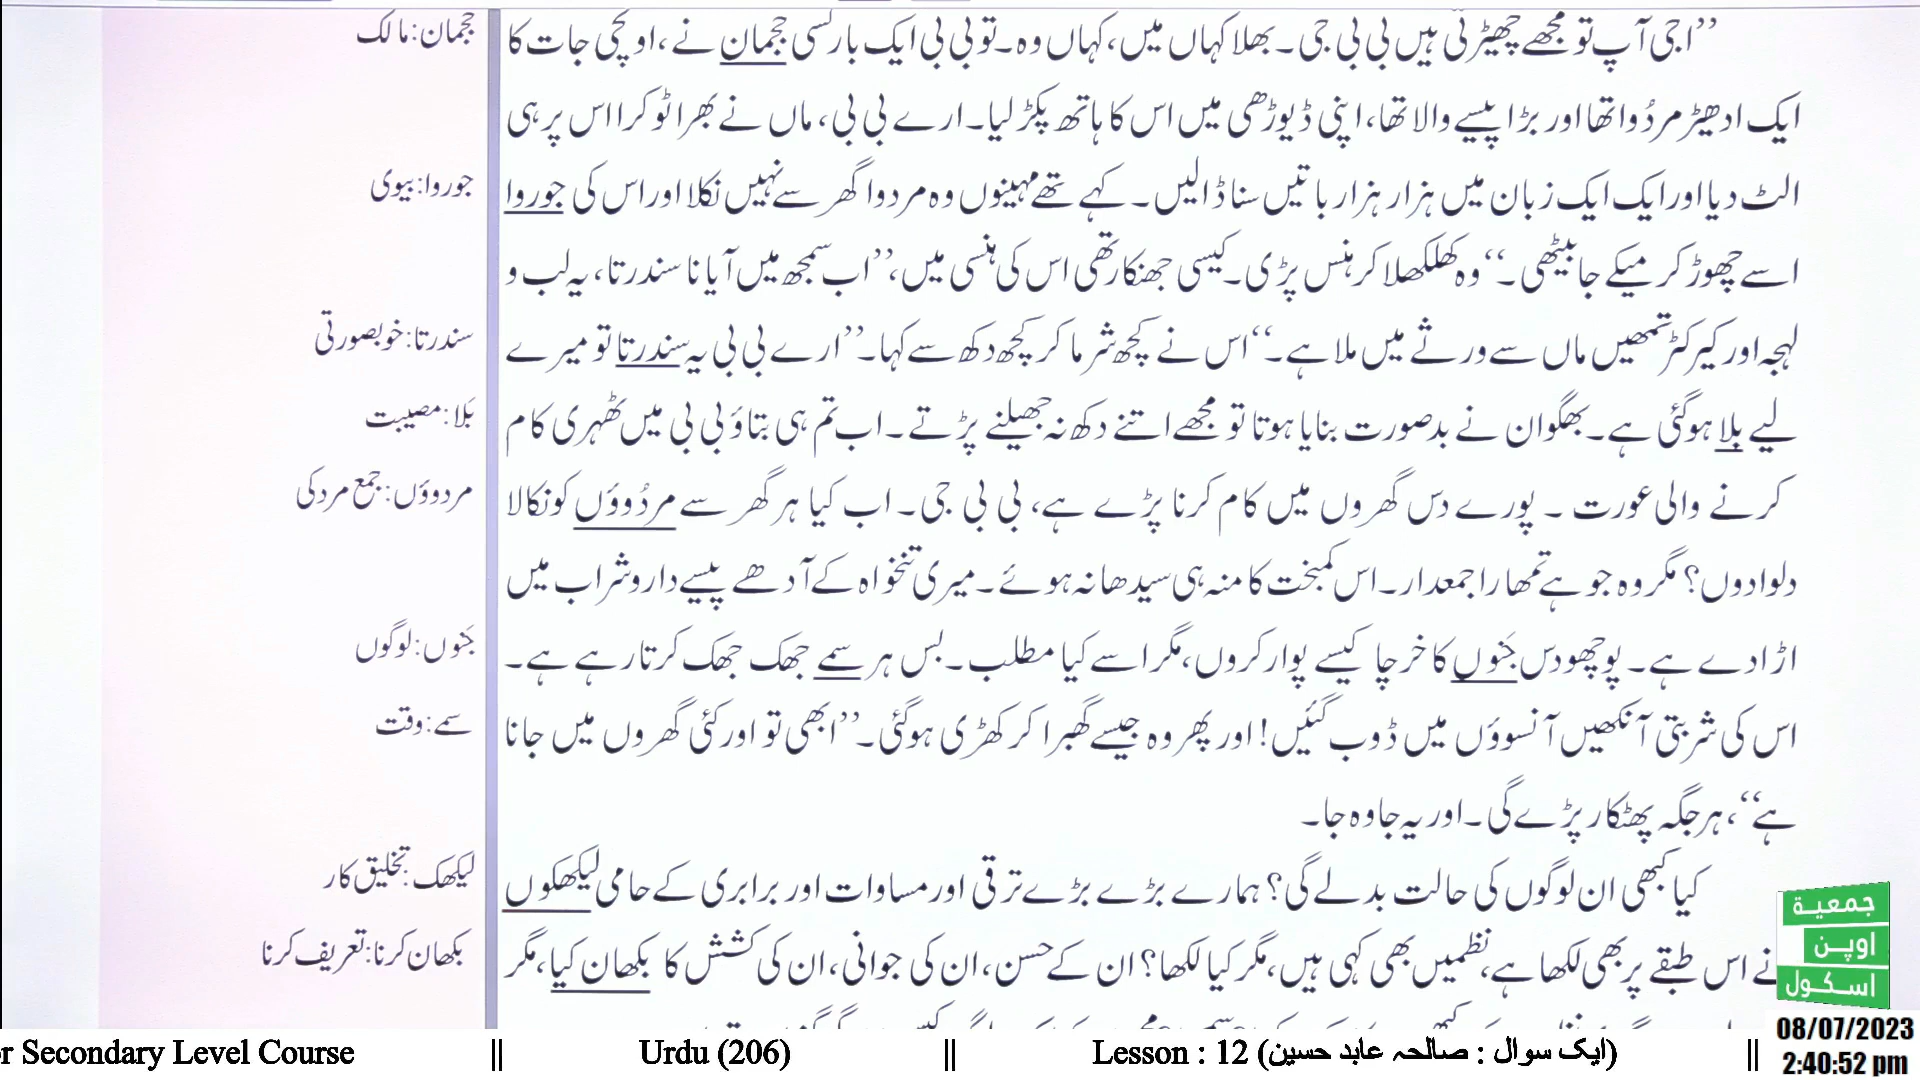 ’’اجی آپ تو مجھے چھیڑتی ہیں بی بی جی۔ بھلا کہاں میں، کہاں وہ۔ تو بی بی ایک بار کسی ججمان نے، اونچی جات کا
ججمان: مالک
ایک ادھیڑ مردُوا تھا اور بڑا پیسے والا تھا، اپنی ڈیوڑھی میں اس کا ہاتھ پکڑ لیا۔ ارے بی بی، ماں نے بھرا ٹوکرا اس پر ہی
الٹ دیا اور ایک ایک زبان میں ہزار ہزار باتیں سنا ڈالیں۔ کہے تھے مہینوں وہ مردوا گھر سے نہیں نکلا اور اس کی جوروا
جوروا: بیوی
اسے چھوڑ کر میکے جا بیٹھی۔‘‘ وہ کھلکھلا کر ہنس پڑی۔ کیسی جھنکار تھی اس کی ہنسی میں، ’’اب سمجھ میں آیا نا سندرتا، یہ لب و
لہجہ اور کیرکٹر تمھیں ماں سے ورثے میں ملا ہے۔‘‘ اس نے کچھ شرما کر کچھ دکھ سے کہا۔ ’’ارے بی بی یہ سندرتا تو میرے
سندرتا: خوبصورتی
لیے بلا ہوگئی ہے۔ بھگوان نے بدصورت بنایا ہوتا تو مجھے اتنے دکھ نہ جھیلنے پڑتے۔ اب تم ہی بتاؤ بی بی میں ٹھہری کام
بَلا: مصیبت
کرنے والی عورت ۔ پورے دس گھروں میں کام کرنا پڑے ہے، بی بی جی۔ اب کیا ہر گھر سے مردُووؤں کو نکالا
مردووؤں: جمع مرد کی
دلوا دوں؟ مگر وہ جو ہے تمھارا جمعدار۔ اس کمبخت کا منہ ہی سیدھا نہ ہوئے۔ میری تنخواہ کے آدھے پیسے دارو شراب میں
اڑا دے ہے۔ پوچھو دس جَنوں کا خرچا کیسے پوار کروں، مگر اسے کیا مطلب۔ بس ہر سمے جھک جھک کرتا رہے ہے۔
جَنوں: لوگوں
اس کی شربتی آنکھیں آنسوؤں میں ڈوب گئیں! اور پھر وہ جیسے گھبرا کر کھڑی ہوگئی۔ ’’ابھی تو اور کئی گھروں میں جانا
سمے: وقت
ہے‘‘، ہر جگہ پھٹکار پڑے گی۔ اور یہ جا وہ جا۔
کیا کبھی ان لوگوں کی حالت بدلے گی؟ ہمارے بڑے بڑے ترقی اور مساوات اور برابری کے حامی لیکھکوں
لیکھک: تخلیق کار
نے اس طبقے پر بھی لکھا ہے، نظمیں بھی کہی ہیں، مگر کیا لکھا؟ ان کے حسن، ان کی جوانی، ان کی کشش کا بکھان کیا، مگر
بکھان کرنا: تعریف کرنا
جمعية
اوپن
اسکول
08/07/2023
2:40:52 pm
r Secondary Level Course || Urdu (206) || Lesson : 12 (ایک سوال : صالحہ عابد حسین) ||